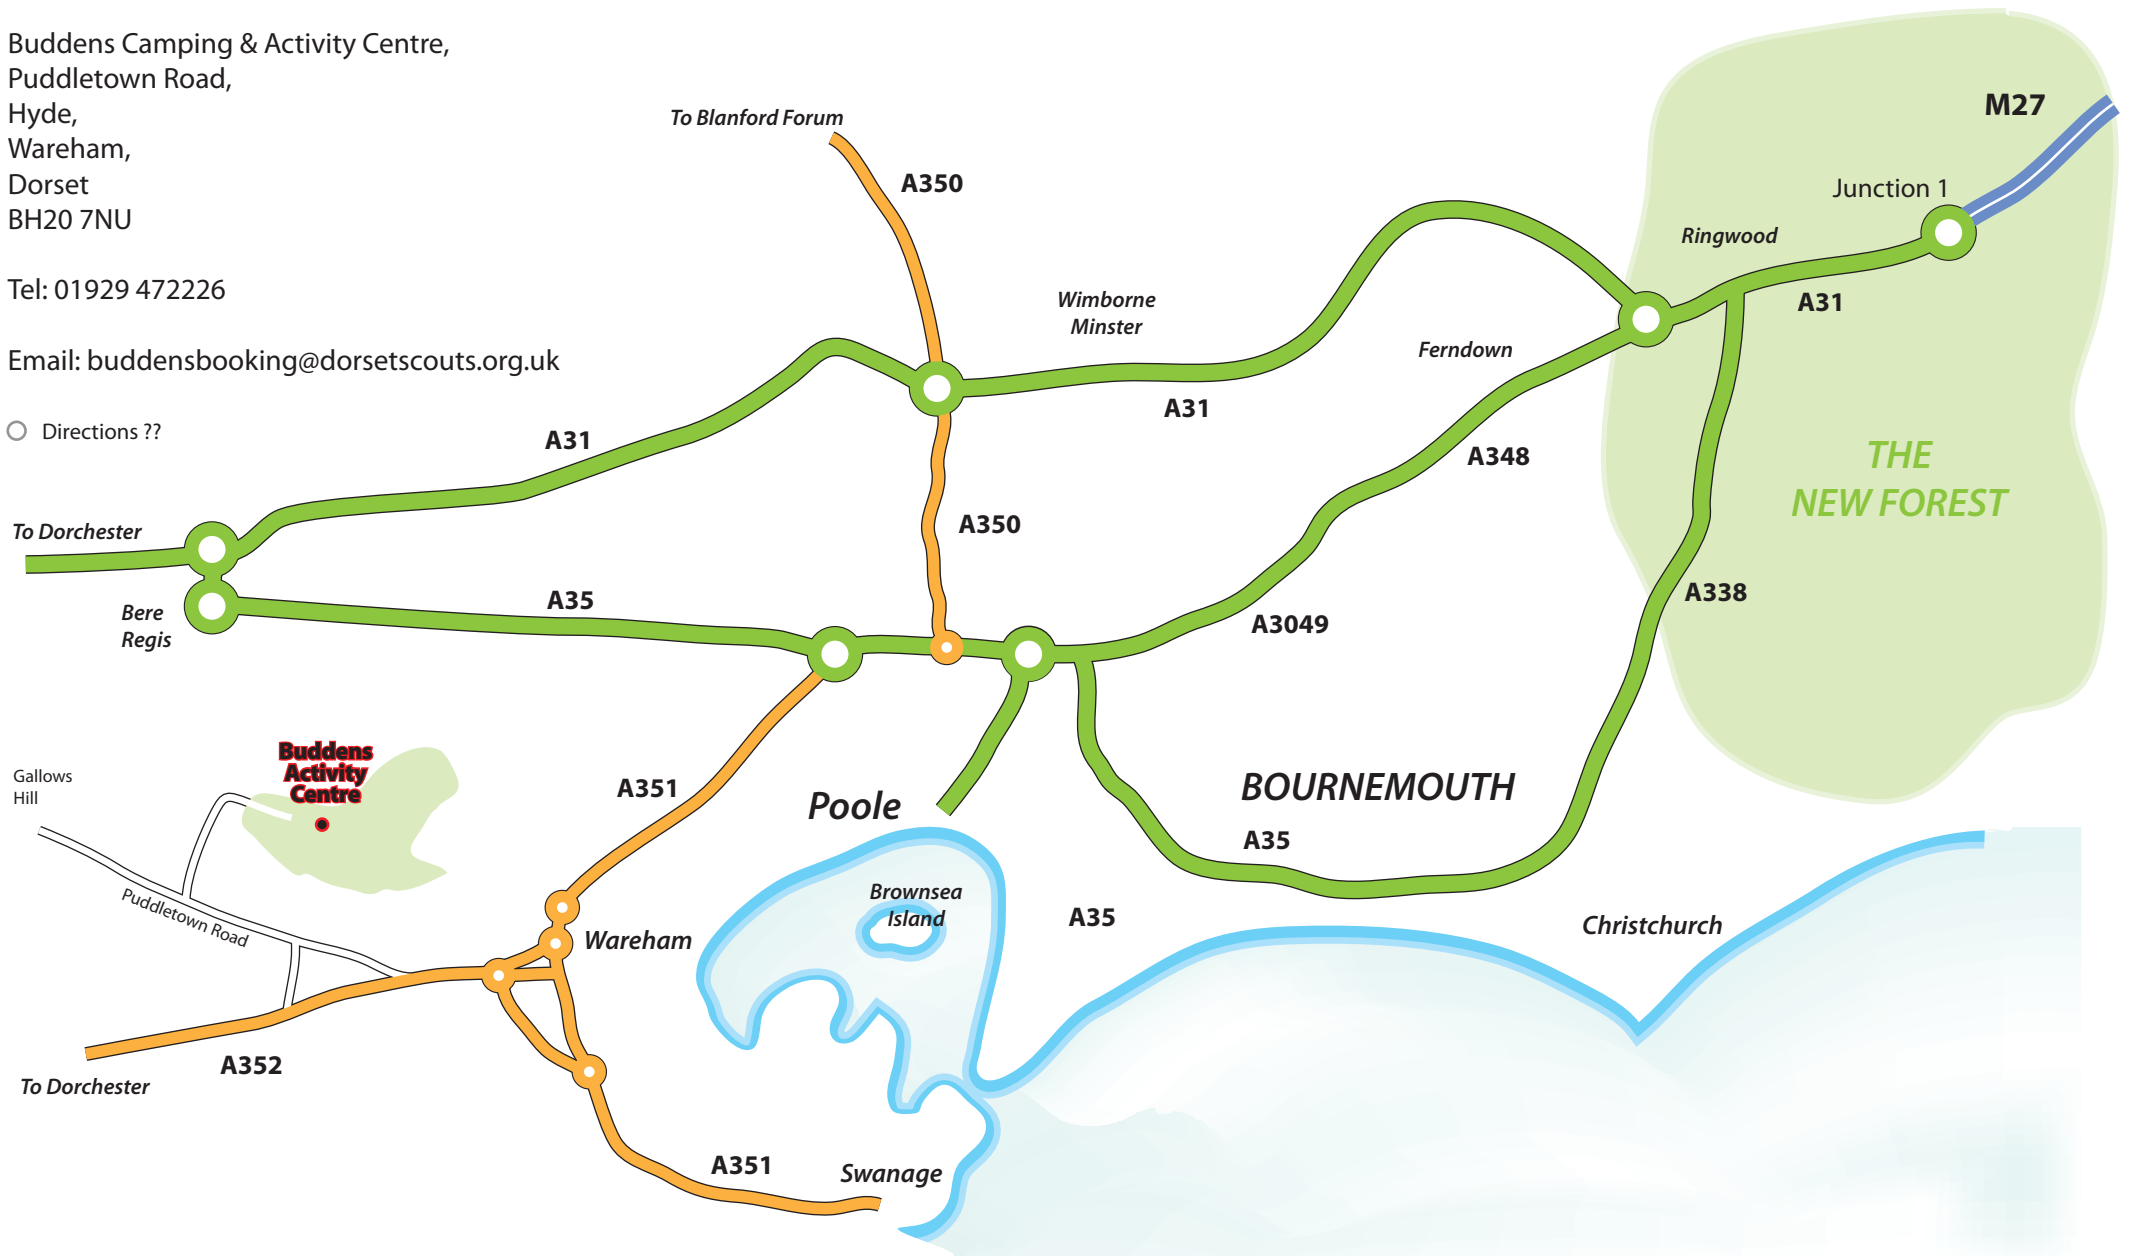 Buddens Camping & Activity Centre,
Puddletown Road,
Hyde,
Wareham,
Dorset
BH20 7NU
Tel: 01929 472226
Email: buddensbooking@dorsetscouts.org.uk
Directions ??
To Blanford Forum
A350
M27
Junction 1
Ringwood
A31
Wimborne
Minster
Ferndown
A31
A348
A31
THE
NEW FOREST
To Dorchester
A350
A35
Bere
Regis
A3049
A338
Buddens
Activity
Centre
Gallows
Hill
A351
Poole
BOURNEMOUTH
A35
Puddletown Road
Brownsea
Island
A35
Christchurch
Wareham
A352
To Dorchester
A351
Swanage